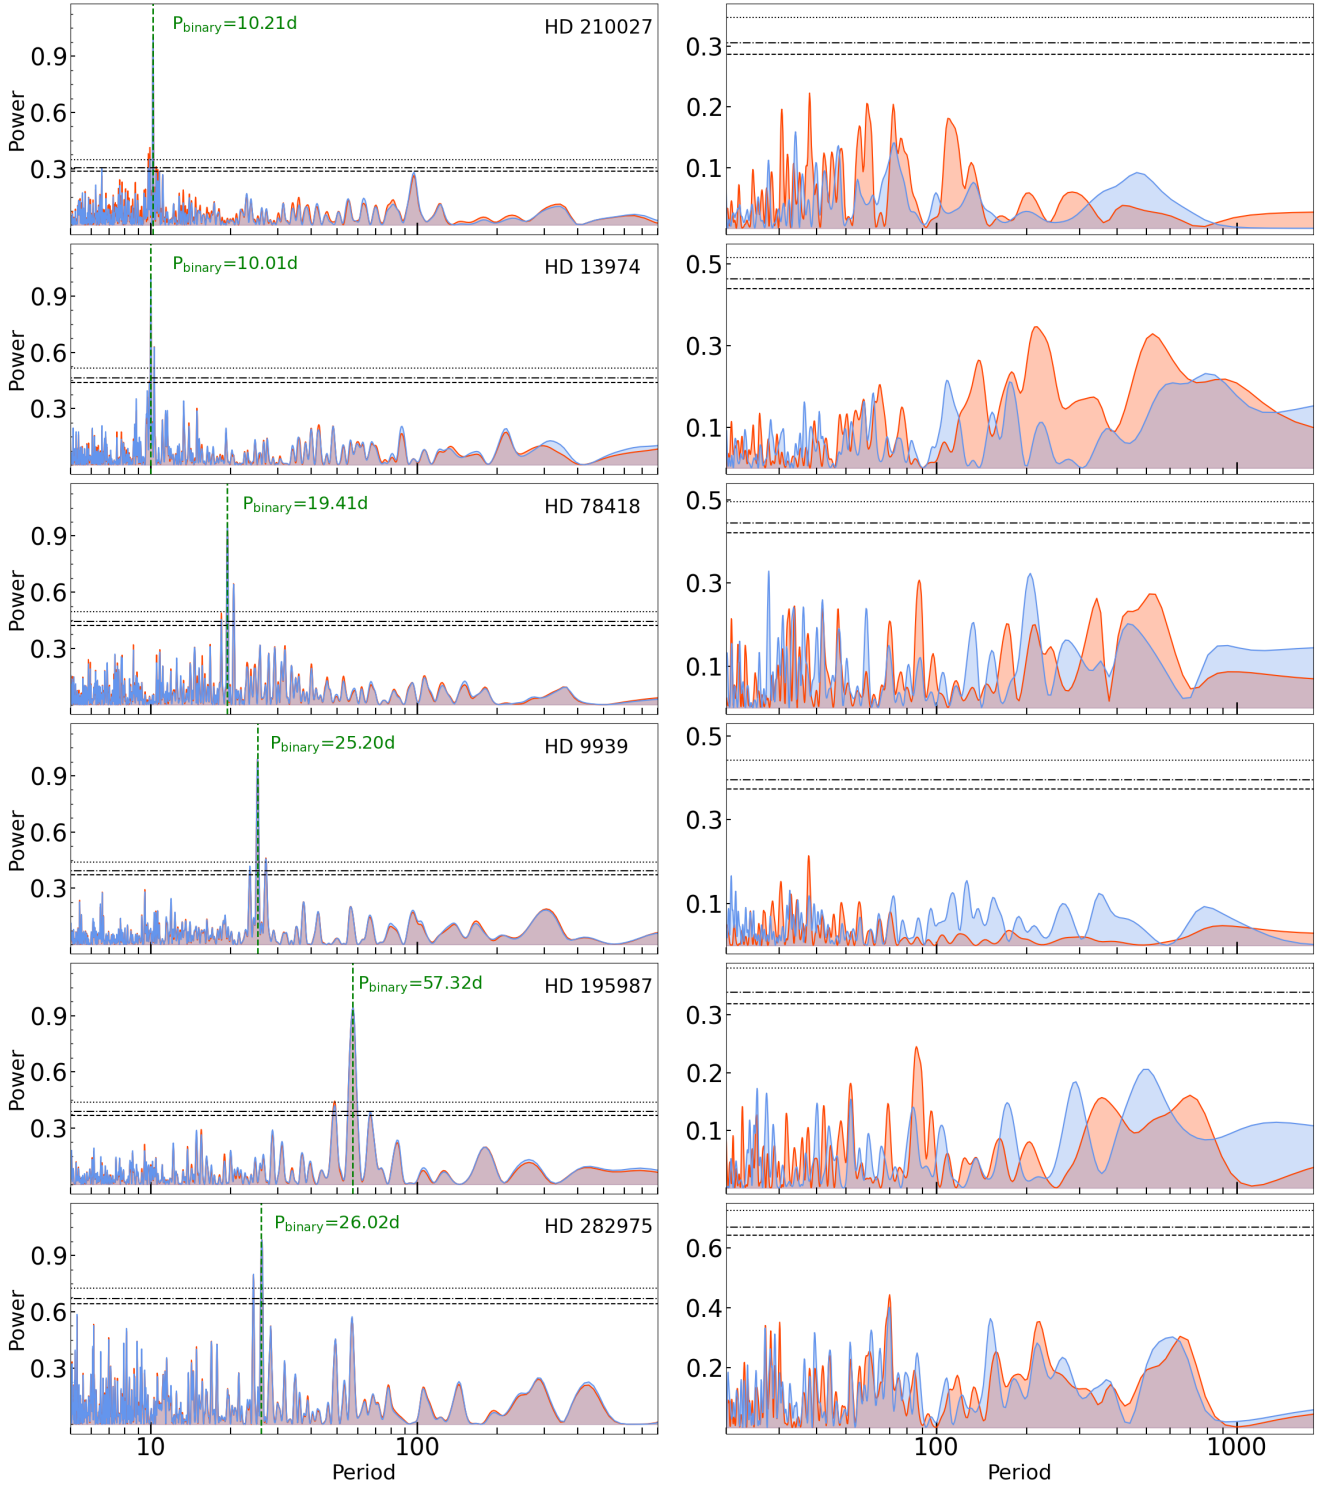 P_binary=10.21d HD 210027
Power 0.9 0.6 0.3
0.3 0.2 0.1
P_binary=10.01d HD 13974
Power 0.9 0.6 0.3
0.5 0.3 0.1
P_binary=19.41d HD 78418
Power 0.9 0.6 0.3
0.5 0.3 0.1
P_binary=25.20d HD 9939
Power 0.9 0.6 0.3
0.5 0.3 0.1
P_binary=57.32d HD 195987
Power 0.9 0.6 0.3
0.3 0.2 0.1
P_binary=26.02d HD 282975
Power 0.9 0.6 0.3
0.6 0.4 0.2
10 100
Period
100 1000
Period